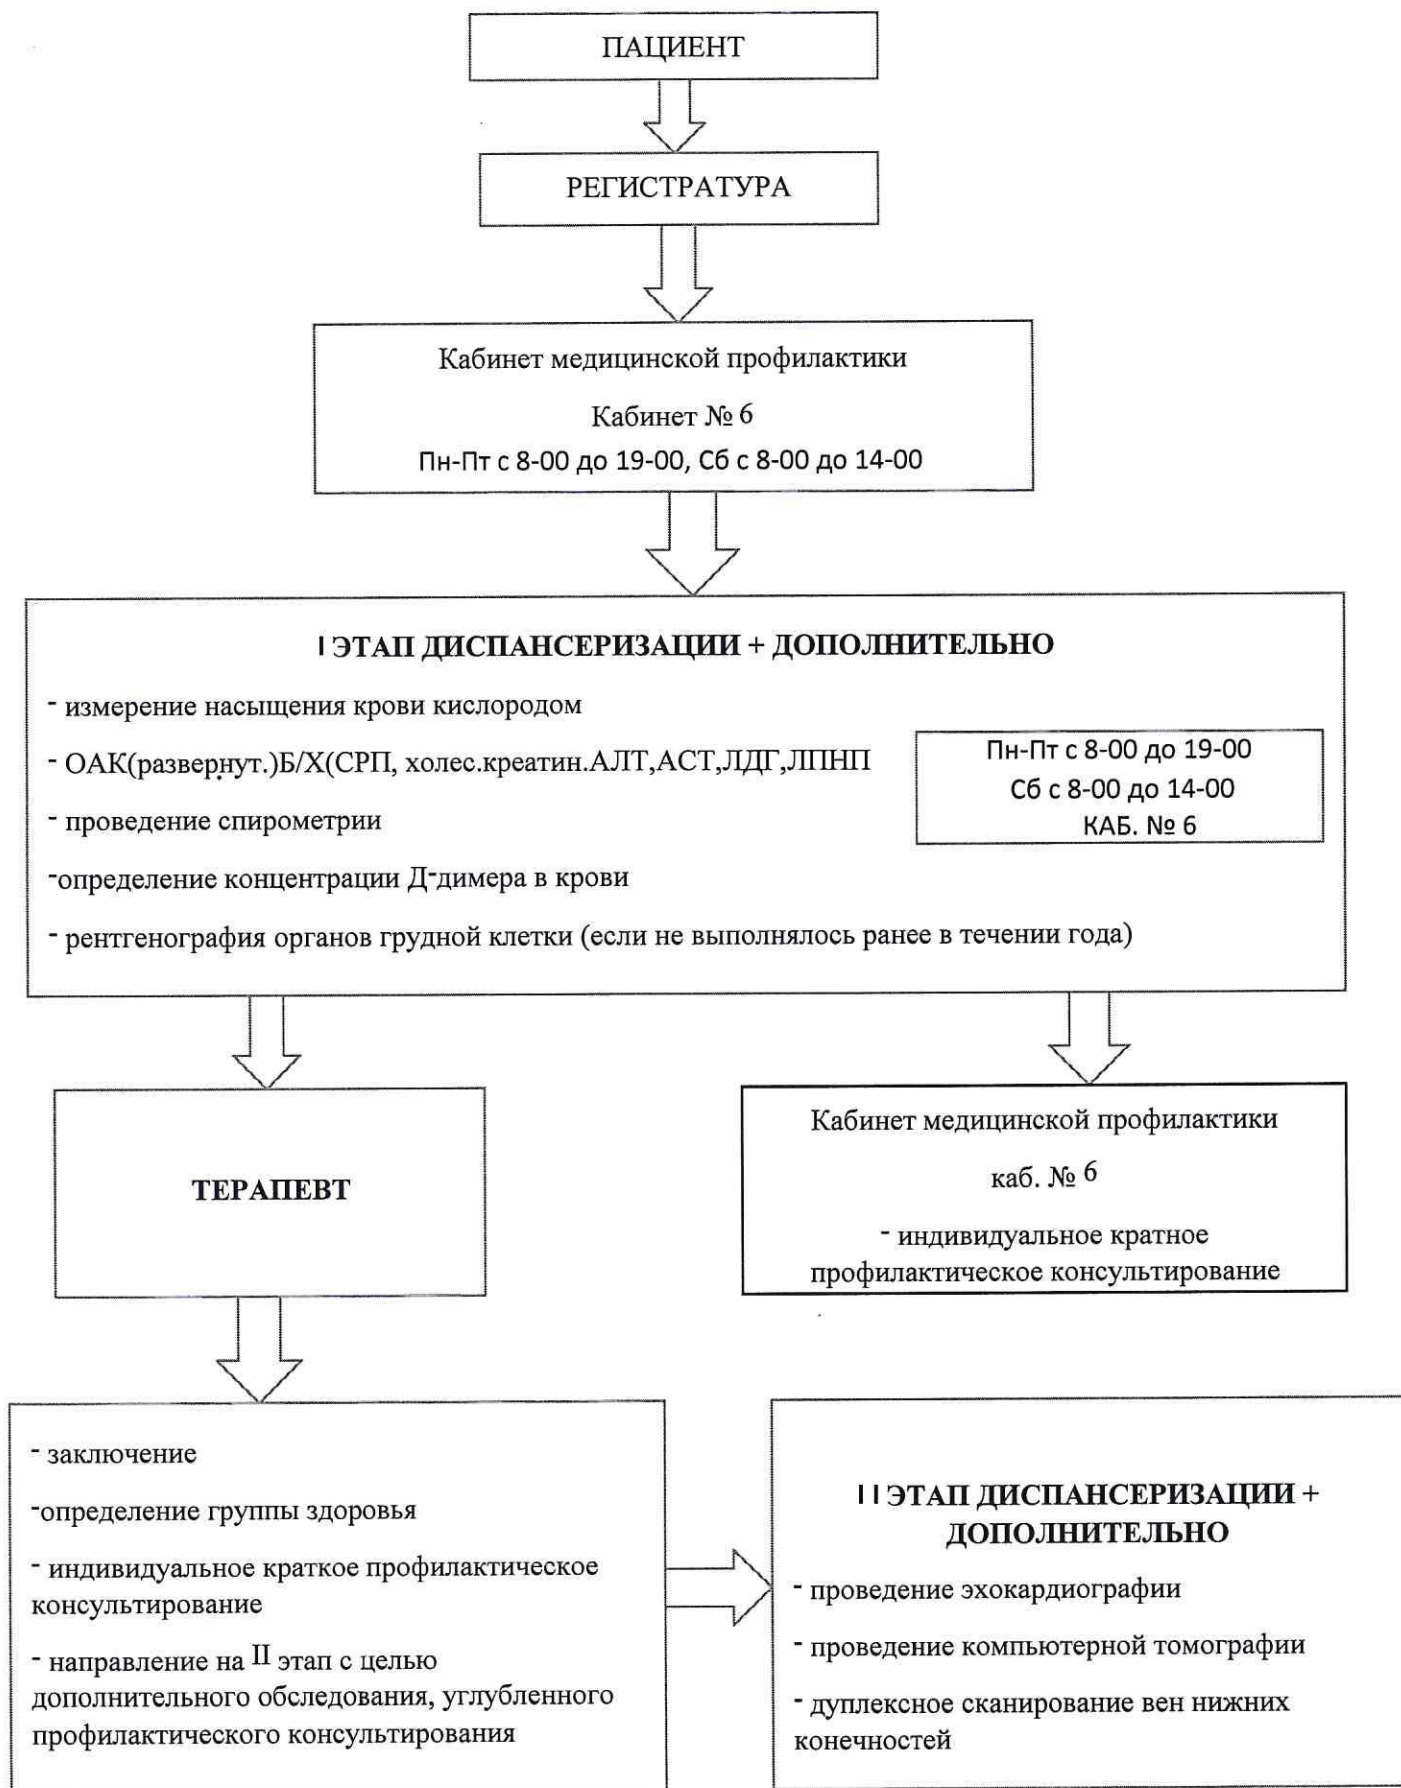 ПАЦИЕНТ
РЕГИСТРАТУРА
Кабинет медицинской профилактики
Кабинет № 6
Пн-Пт с 8-00 до 19-00, Сб с 8-00 до 14-00
I ЭТАП ДИСПАНСЕРИЗАЦИИ + ДОПОЛНИТЕЛЬНО
- измерение насыщения крови кислородом
- ОАК(развернут.)Б/Х(СРП, холес.креатин.АЛТ,АСТ,ЛДГ,ЛПНП
- проведение спирометрии
-определение концентрации Д-димера в крови
- рентгенография органов грудной клетки (если не выполнялось ранее в течении года)
Пн-Пт с 8-00 до 19-00
Сб с 8-00 до 14-00
КАБ. № 6
ТЕРАПЕВТ
Кабинет медицинской профилактики
каб. № 6
- индивидуальное кратное
профилактическое консультирование
- заключение
-определение группы здоровья
- индивидуальное краткое профилактическое
консультирование
- направление на II этап с целью
дополнительного обследования, углубленного
профилактического консультирования
II ЭТАП ДИСПАНСЕРИЗАЦИИ +
ДОПОЛНИТЕЛЬНО
- проведение эхокардиографии
- проведение компьютерной томографии
- дуплексное сканирование вен нижних
конечностей